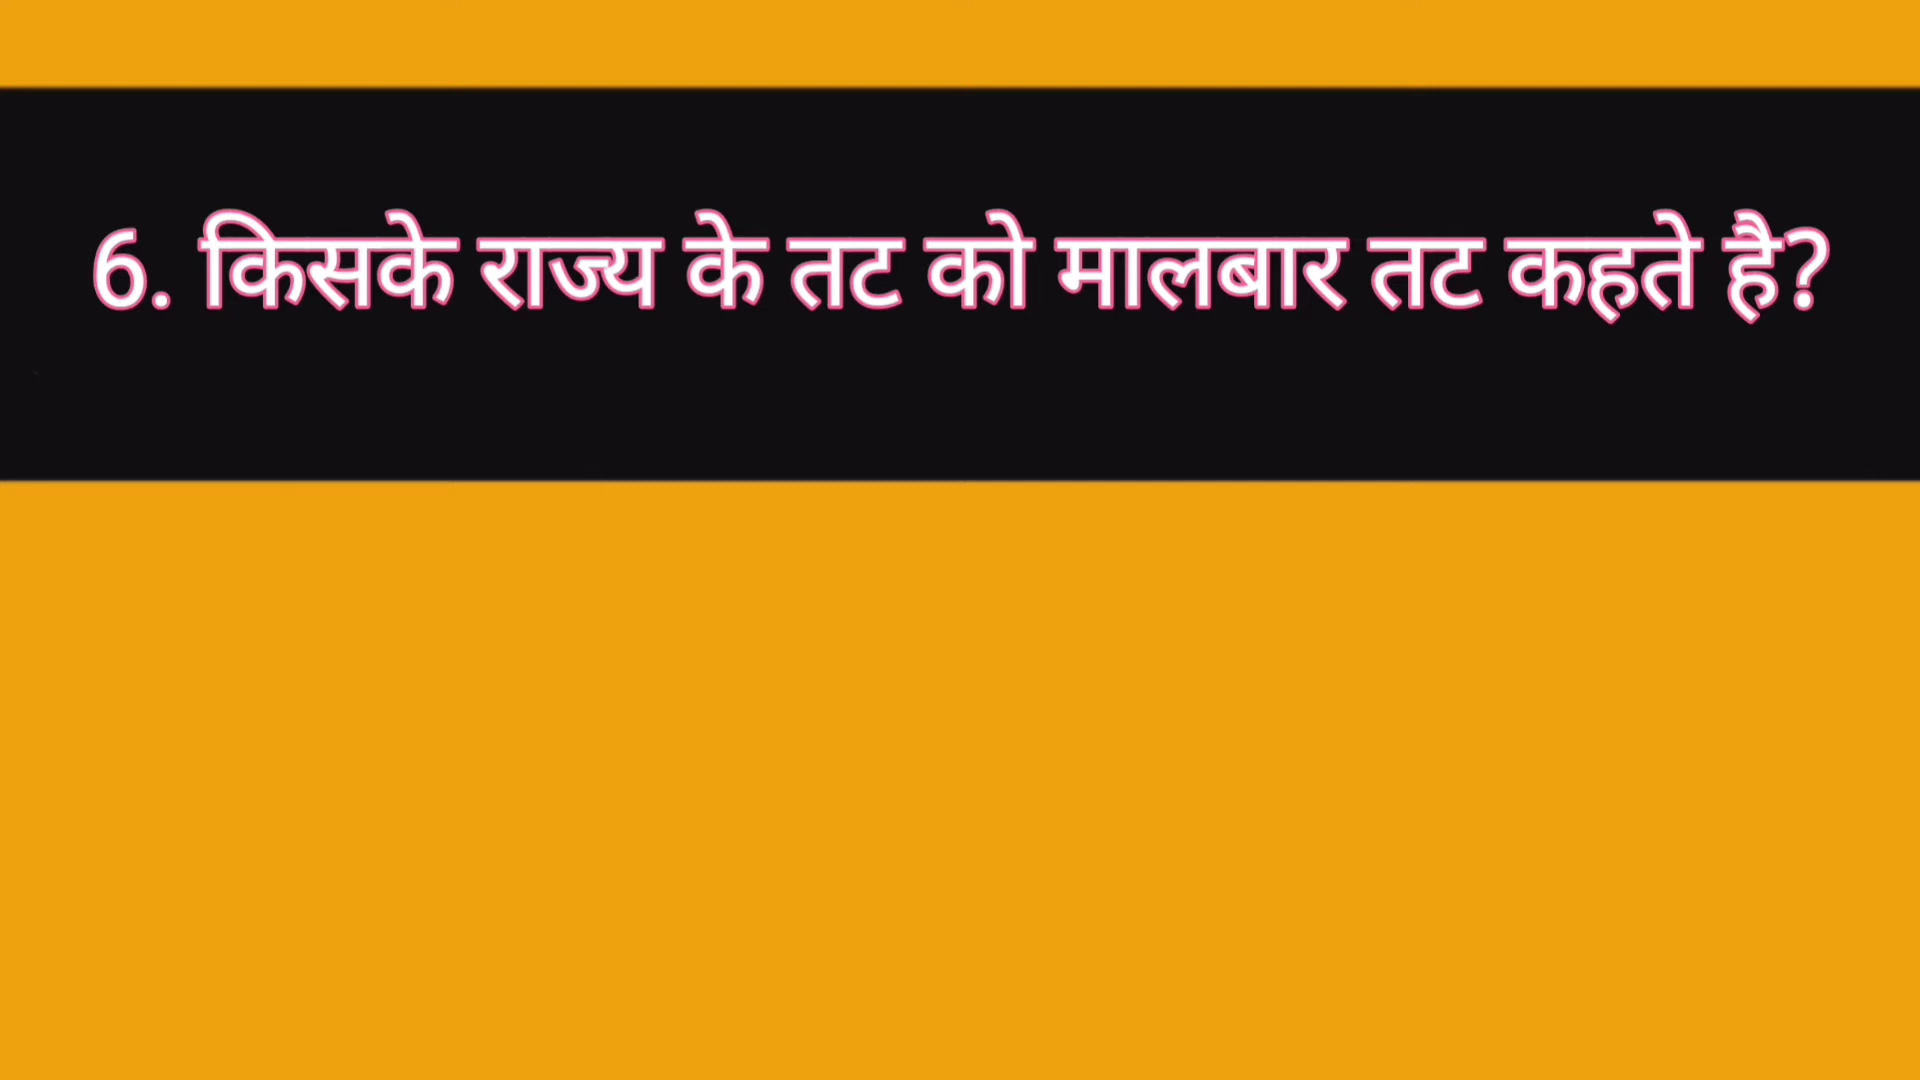 6. किसके राज्य के तट को मालबार तट कहते है?